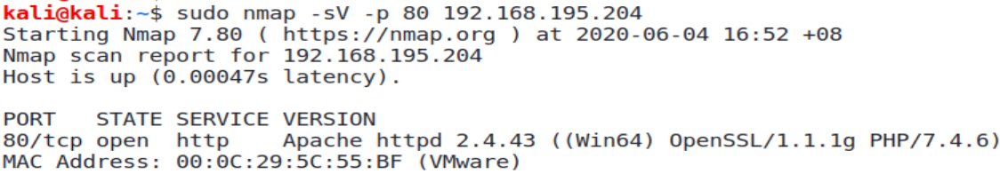 kali@kali:~$ sudo nmap -sV -p 80 192.168.195.204
Starting Nmap 7.80 ( https://nmap.org ) at 2020-06-04 16:52 +08
Nmap scan report for 192.168.195.204
Host is up (0.00047s latency).
PORT   STATE SERVICE VERSION
80/tcp open  http    Apache httpd 2.4.43 ((Win64) OpenSSL/1.1.1g PHP/7.4.6)
MAC Address: 00:0C:29:5C:55:BF (VMware)